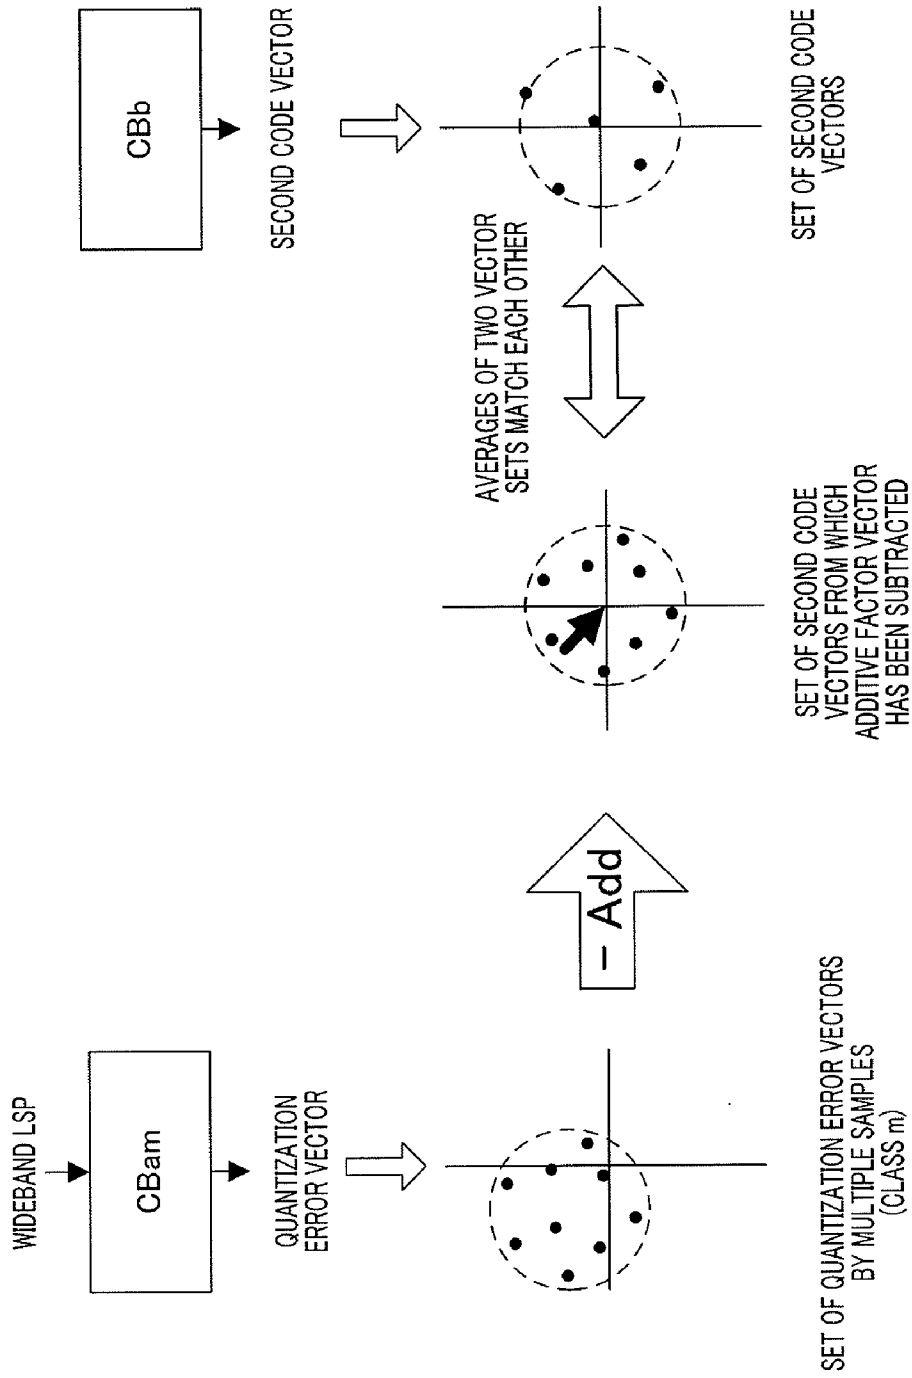 WIDEBAND LSP
CBam
QUANTIZATION
ERROR VECTOR
SET OF QUANTIZATION ERROR VECTORS
BY MULTIPLE SAMPLES
(CLASS m)
− Add
SET OF SECOND CODE
VECTORS FROM WHICH
ADDITIVE FACTOR VECTOR
HAS BEEN SUBTRACTED
AVERAGES OF TWO VECTOR
SETS MATCH EACH OTHER
CBb
SECOND CODE VECTOR
SET OF SECOND CODE
VECTORS